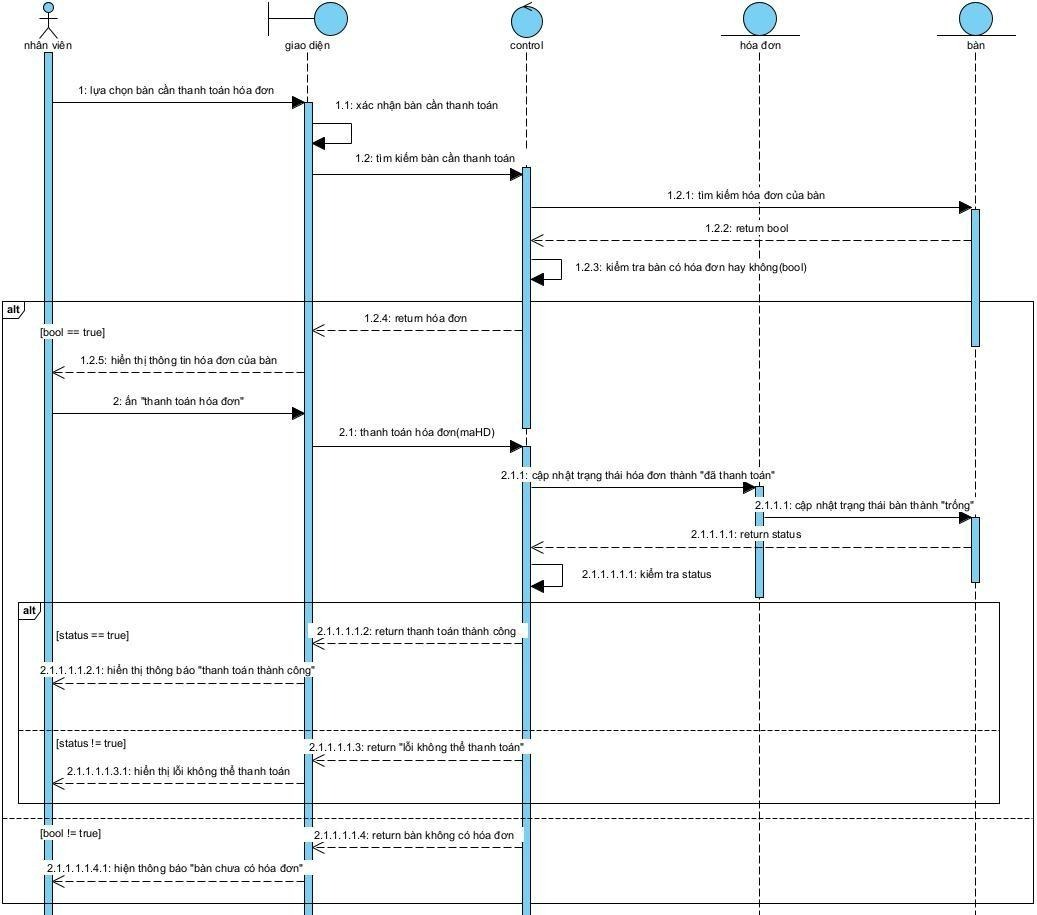 nhân viên
giao diện
control
hóa đơn
bàn
1: lựa chọn bàn cần thanh toán hóa đơn
1.1: xác nhận bàn cần thanh toán
1.2: tìm kiếm bàn cần thanh toán
1.2.1: tìm kiếm hóa đơn của bàn
1.2.2: return bool
1.2.3: kiểm tra bàn có hóa đơn hay không(bool)
alt
1.2.4: return hóa đơn
[bool == true]
1.2.5: hiển thị thông tin hóa đơn của bàn
2: ấn "thanh toán hóa đơn"
2.1: thanh toán hóa đơn(maHD)
2.1.1: cập nhật trạng thái hóa đơn thành "đã thanh toán"
2.1.1.1: cập nhật trạng thái bàn thành "trống"
2.1.1.1.1: return status
2.1.1.1.1.1: kiểm tra status
alt
[status == true]
2.1.1.1.1.2: return thanh toán thành công
2.1.1.1.1.2.1: hiển thị thông báo "thanh toán thành công"
[status != true]
2.1.1.1.1.3: return "lỗi không thể thanh toán"
2.1.1.1.1.3.1: hiển thị lỗi không thể thanh toán
[bool != true]
2.1.1.1.1.4: return bàn không có hóa đơn
2.1.1.1.1.4.1: hiện thông báo "bàn chưa có hóa đơn"